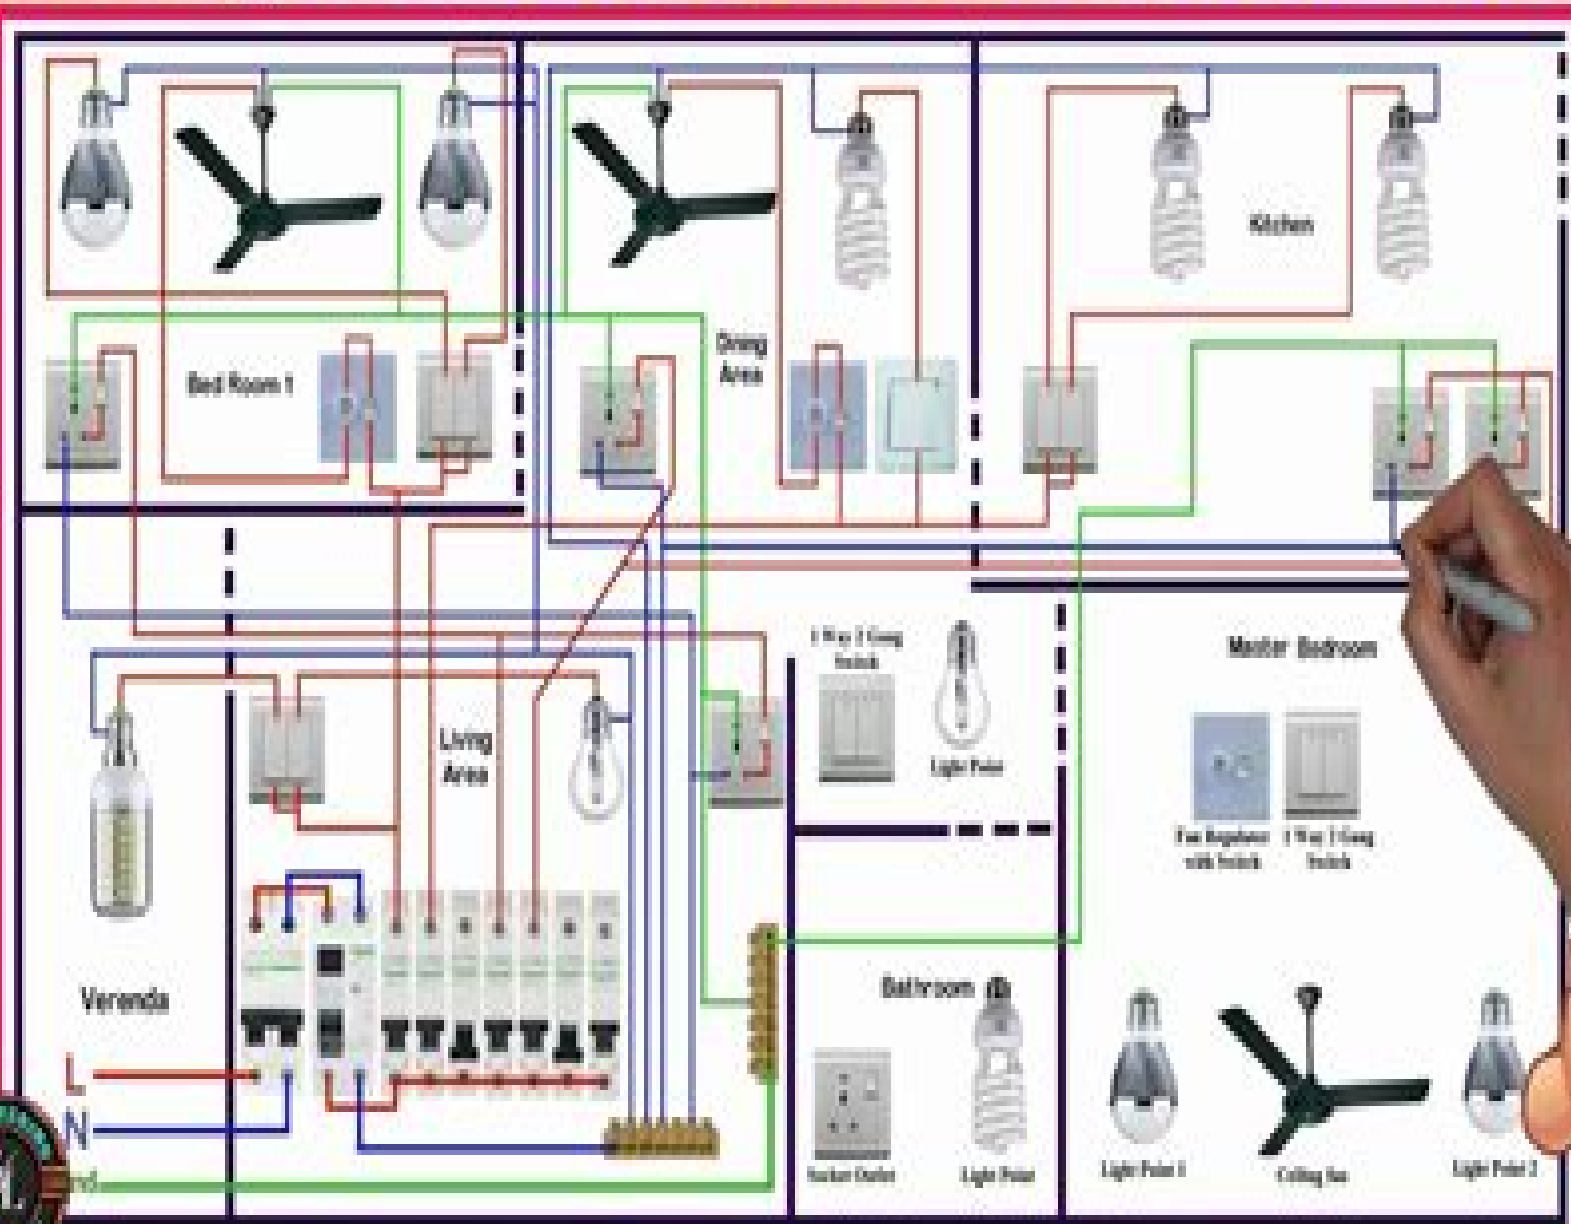 Kitchen
Dring
Area
Bed Room 1
1 Way 2 Gang
Switch
Master Bedroom
Living
Area
Light Point
Fan Regulator
with Switch
1 Way 2 Gang
Switch
Verenda
Bathroom
L
N
Socket Outlet
Light Point
Light Point 1
Ceiling fan
Light Point 2